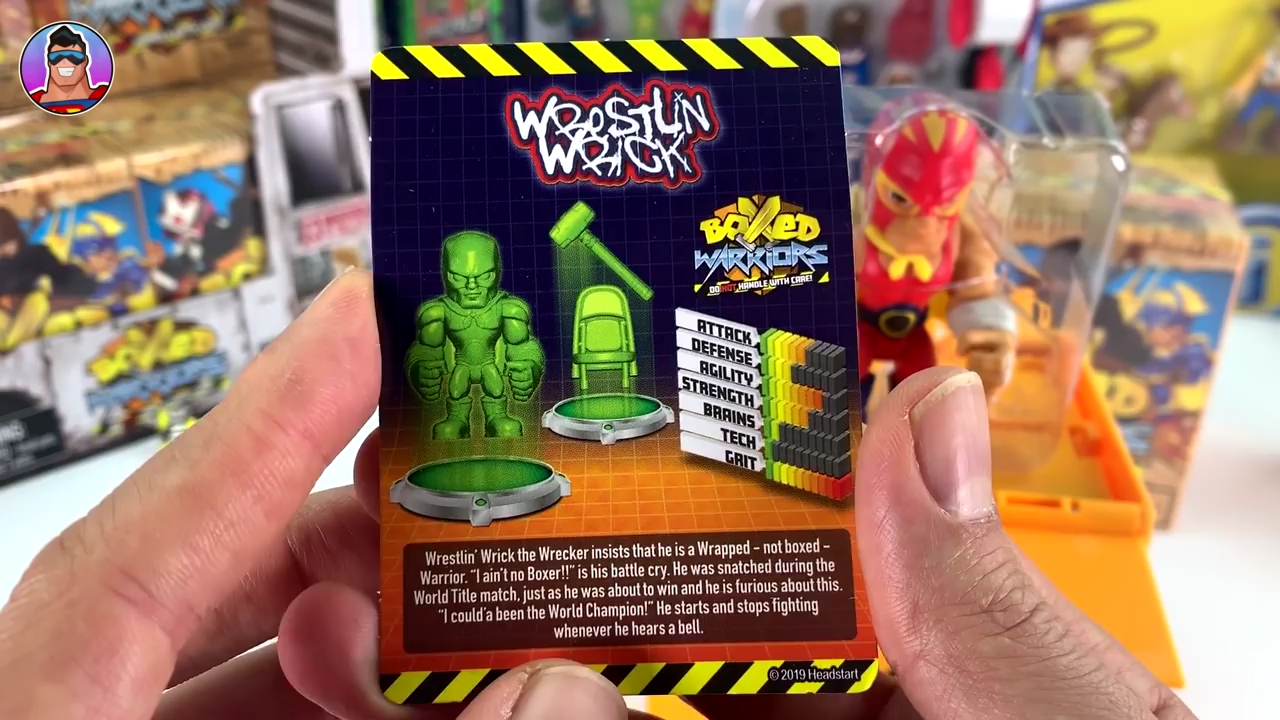 WRESTLIN
WRICK
BOXED
WARRIORS
DO NOT HANDLE WITH CARE!
ATTACK
DEFENSE
AGILITY
STRENGTH
BRAINS
TECH
GRIT
Wrestlin' Wrick the Wrecker insists that he is a Wrapped – not boxed –
Warrior. "I ain't no Boxer!!" is his battle cry. He was snatched during the
World Title match, just as he was about to win and he is furious about this.
"I could'a been the World Champion!" He starts and stops fighting
whenever he hears a bell.
© 2019 Headstart